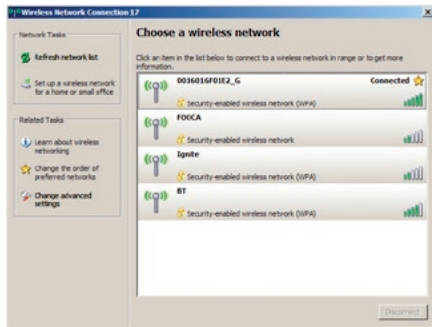 Wireless Network Connection 17
Network Tasks
Refresh network list
Set up a wireless network
for a home or small office
Related Tasks
Learn about wireless
networking
Change the order of
preferred networks
Change advanced
settings
Choose a wireless network
Click an item in the list below to connect to a wireless network in range or to get more
information.
0016016F01E2_G Connected
Security-enabled wireless network (WPA)
FOCCA
Security-enabled wireless network
Ignite
Security-enabled wireless network (WPA)
BT
Security-enabled wireless network (WPA)
Disconnect